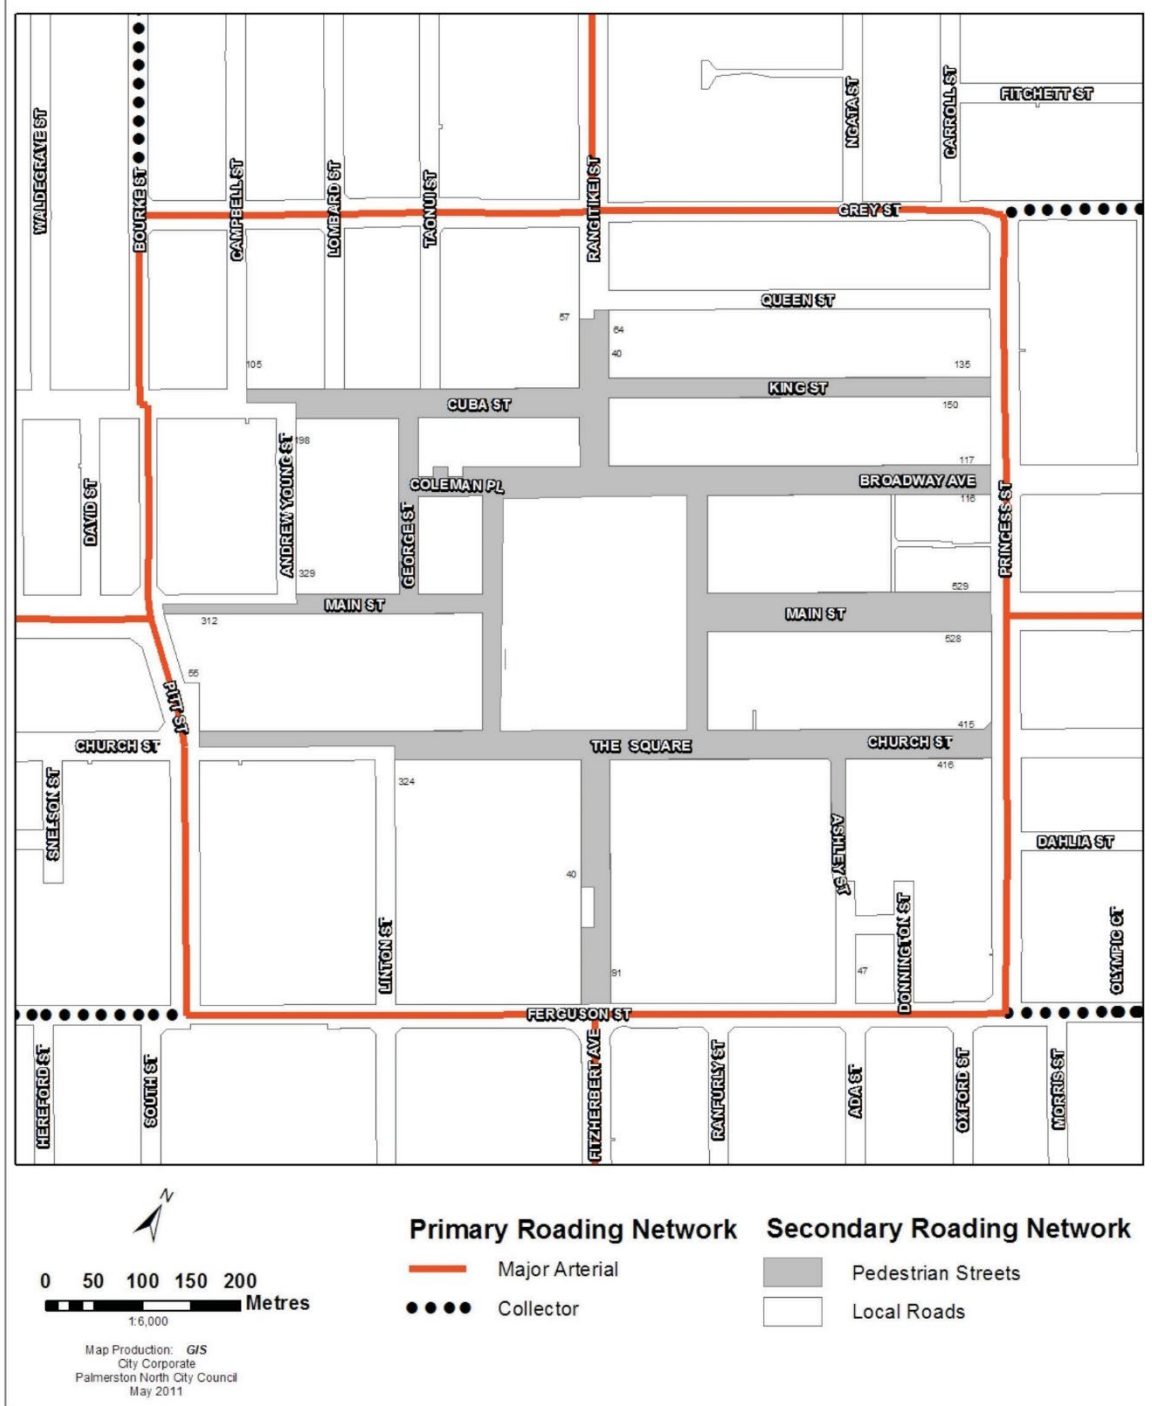 WALDEGRAVE ST
BOURKE ST
CAMPBELL ST
LOMBARD ST
TAONUI ST
RANGITIKEI ST
NGATA ST
CARROLL ST
FITCHETT ST
GREY ST
QUEEN ST
57
64
40
105
135
KING ST
CUBA ST
150
198
117
COLEMAN PL
BROADWAY AVE
116
DAVID ST
ANDREW YOUNG ST
GEORGE ST
PRINCESS ST
329
529
MAIN ST
MAIN ST
312
528
55
PITT ST
415
CHURCH ST
THE SQUARE
CHURCH ST
416
324
SNELSON ST
ASHLEY ST
DAHLIA ST
40
LINTON ST
DONNINGTON ST
OLYMPIC CT
91
47
FERGUSON ST
HEREFORD ST
SOUTH ST
FITZHERBERT AVE
RANFURLY ST
ADA ST
OXFORD ST
MORRIS ST
N
0 50 100 150 200
Metres
1:6,000
Map Production: GIS
City Corporate
Palmerston North City Council
May 2011
Primary Roading Network
Major Arterial
Collector
Secondary Roading Network
Pedestrian Streets
Local Roads